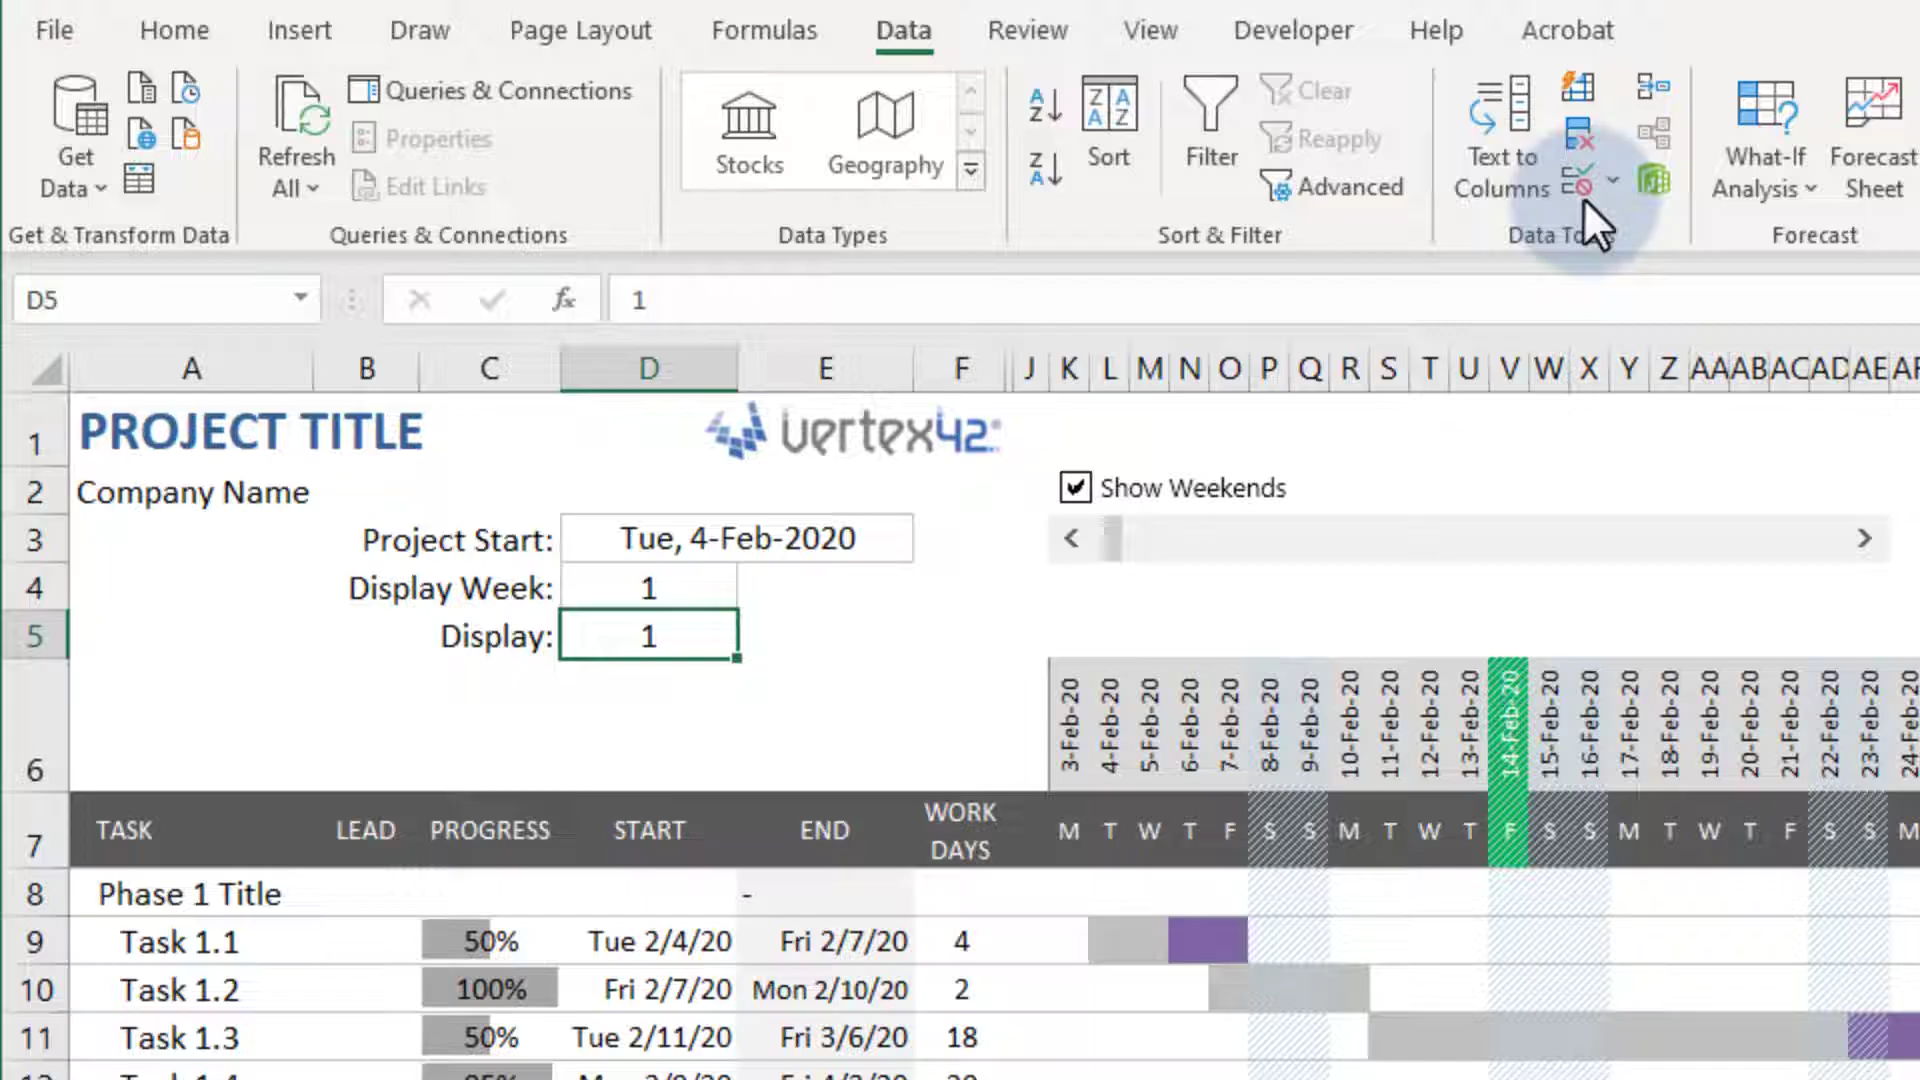 File Home Insert Draw Page Layout Formulas Data Review View Developer Help Acrobat
Get Data
Refresh All
Queries & Connections
Properties
Edit Links
Stocks
Geography
Sort
Filter
Clear
Reapply
Advanced
Text to Columns
What-If Analysis
Forecast Sheet
Get & Transform Data Queries & Connections Data Types Sort & Filter Data Forecast
D5 fx 1
A B C D E F J K L M N O P Q R S T U V W X Y Z AA AB AC AD AE
1 PROJECT TITLE vertex42
2 Company Name Show Weekends
3 Project Start: Tue, 4-Feb-2020
4 Display Week: 1
5 Display: 1
6 3-Feb-20 4-Feb-20 5-Feb-20 6-Feb-20 7-Feb-20 8-Feb-20 9-Feb-20 10-Feb-20 11-Feb-20 12-Feb-20 13-Feb-20 14-Feb-20 15-Feb-20 16-Feb-20 17-Feb-20 18-Feb-20 19-Feb-20 20-Feb-20 21-Feb-20 22-Feb-20 23-Feb-20 24-Feb-20
7 TASK LEAD PROGRESS START END WORK DAYS M T W T F S S M T W T F S S M T W T F S S M
8 Phase 1 Title -
9 Task 1.1 50% Tue 2/4/20 Fri 2/7/20 4
10 Task 1.2 100% Fri 2/7/20 Mon 2/10/20 2
11 Task 1.3 50% Tue 2/11/20 Fri 3/6/20 18